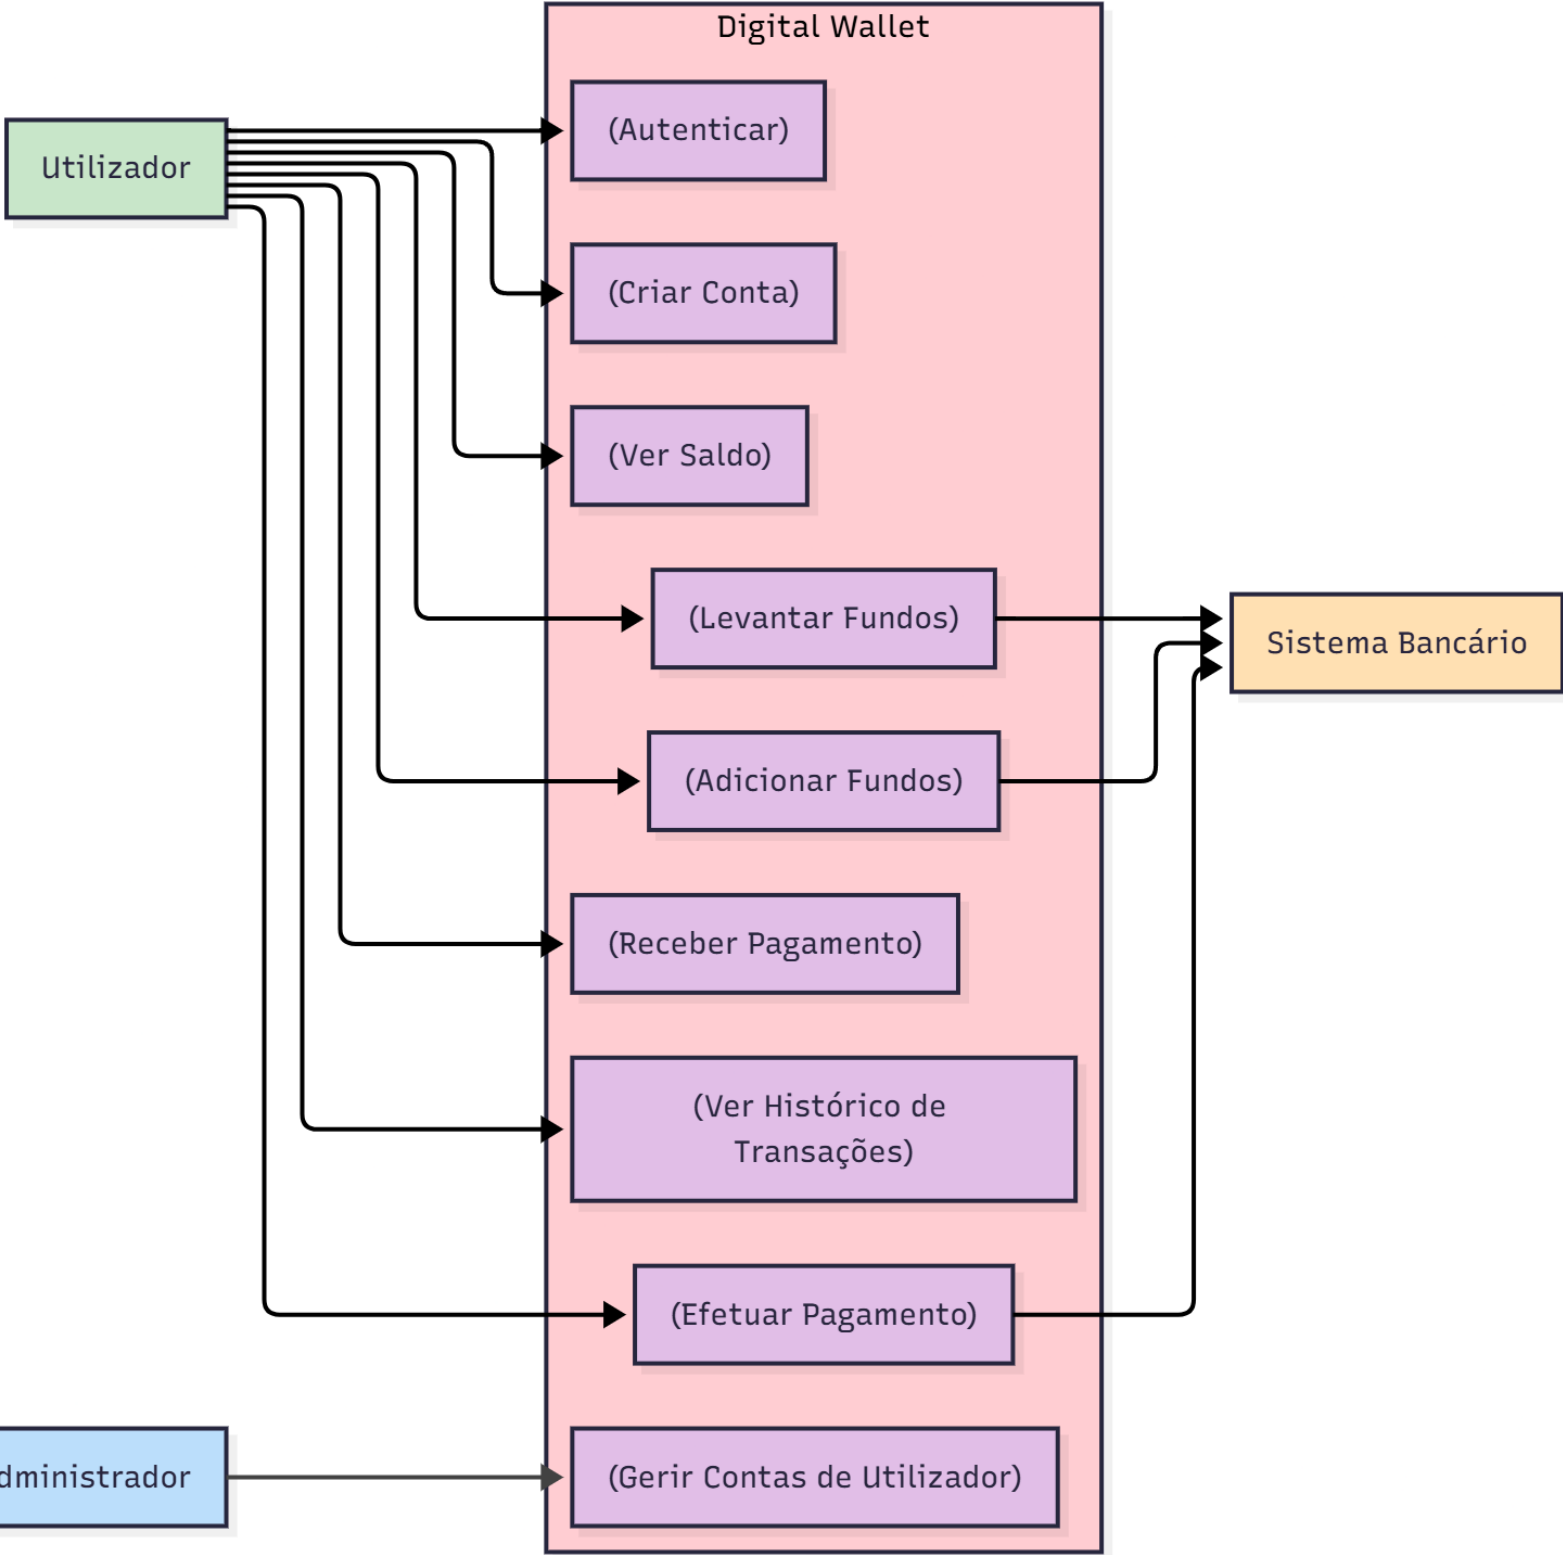 Digital Wallet
(Autenticar)
Utilizador
(Criar Conta)
(Ver Saldo)
(Levantar Fundos)
Sistema Bancário
(Adicionar Fundos)
(Receber Pagamento)
(Ver Histórico de
Transações)
(Efetuar Pagamento)
dministrador
(Gerir Contas de Utilizador)